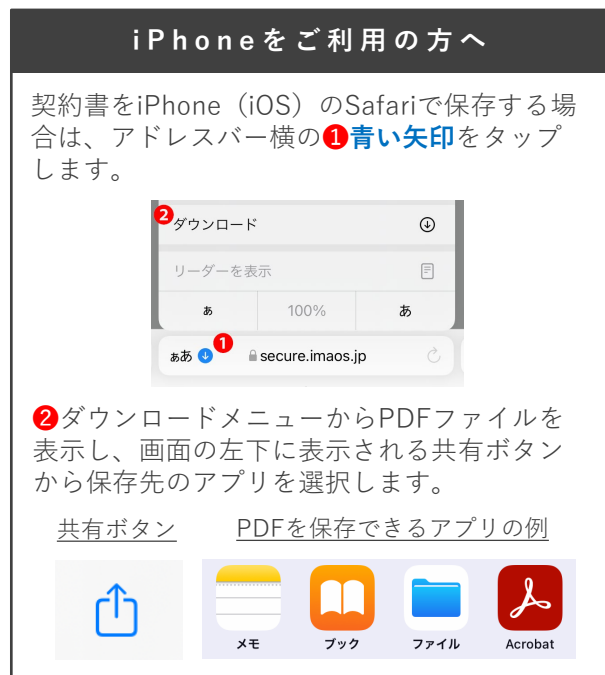 iPhoneをご利用の方へ
契約書をiPhone（iOS）のSafariで保存する場
合は、アドレスバー横の❶青い矢印をタップ
します。
❷
ダウンロード
リーダーを表示
あ 100% あ
ぁあ ❶ secure.imaos.jp
❷ダウンロードメニューからPDFファイルを
表示し、画面の左下に表示される共有ボタン
から保存先のアプリを選択します。
共有ボタン PDFを保存できるアプリの例
メモ ブック ファイル Acrobat